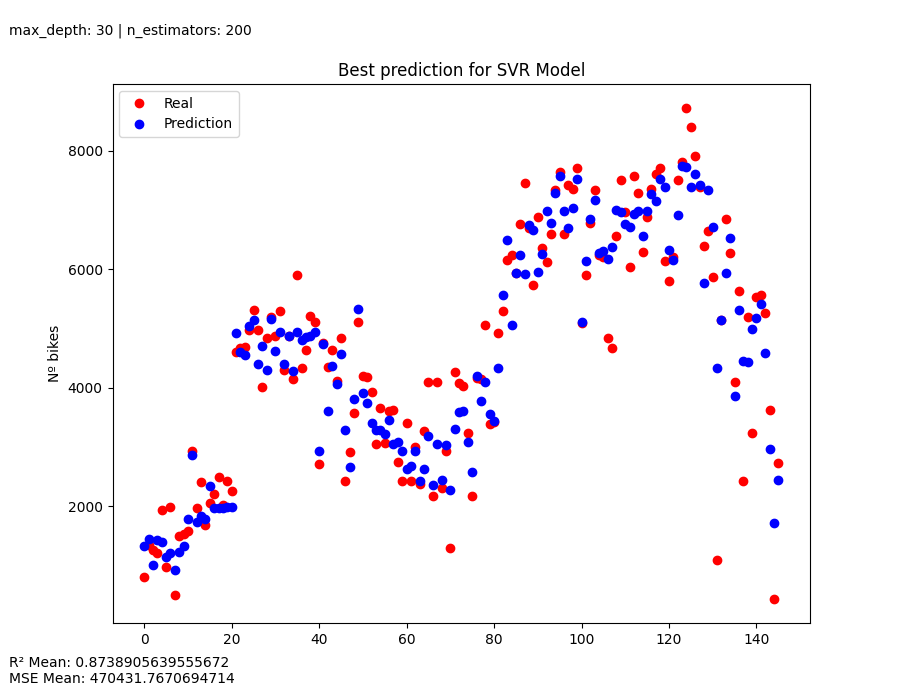 max_depth: 30 | n_estimators: 200
Best prediction for SVR Model
Real
Prediction
Nº bikes
8000
6000
4000
2000
0 20 40 60 80 100 120 140
R² Mean: 0.8738905639555672
MSE Mean: 470431.7670694714